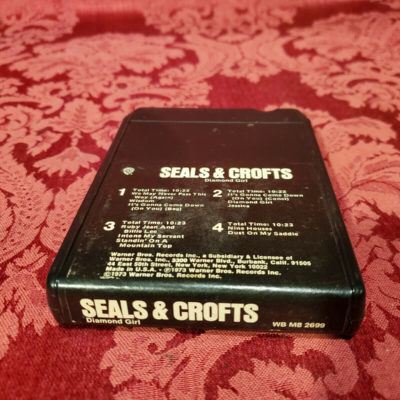 SEALS & CROFTS
Diamond Girl
1 Total Time: 10:22
We May Never Pass This
Way (Again)
Wisdom
It's Gonna Come Down
(On You) (Beg)
2 Total Time: 10:22
It's Gonna Come Down
(On You) (Concl)
Diamond Girl
Jessica
3 Total Time: 10:23
Ruby Jean And
Billie Lee
Intone My Servant
Standin' On A
Mountain Top
4 Total Time: 10:23
Nine Houses
Dust On My Saddle
Warner Bros. Records Inc., a Subsidiary & Licensee of
Warner Bros. Inc., 3300 Warner Blvd., Burbank, Calif. 91505
44 East 50th Street, New York, New York 10022
Made in U.S.A. • ℗1973 Warner Bros. Records Inc.
©1973 Warner Bros. Records Inc.
SEALS & CROFTS
Diamond Girl
WB M8 2699